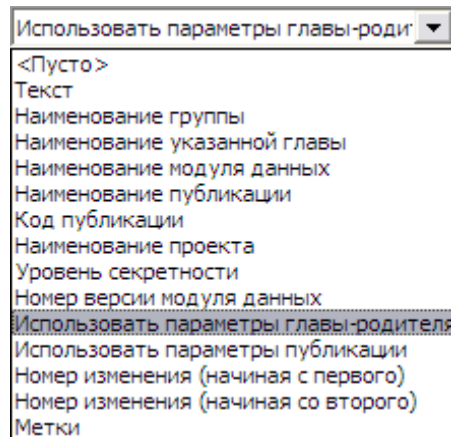 Использовать параметры главы-родит
<Пусто>
Текст
Наименование группы
Наименование указанной главы
Наименование модуля данных
Наименование публикации
Код публикации
Наименование проекта
Уровень секретности
Номер версии модуля данных
Использовать параметры главы-родителя
Использовать параметры публикации
Номер изменения (начиная с первого)
Номер изменения (начиная со второго)
Метки